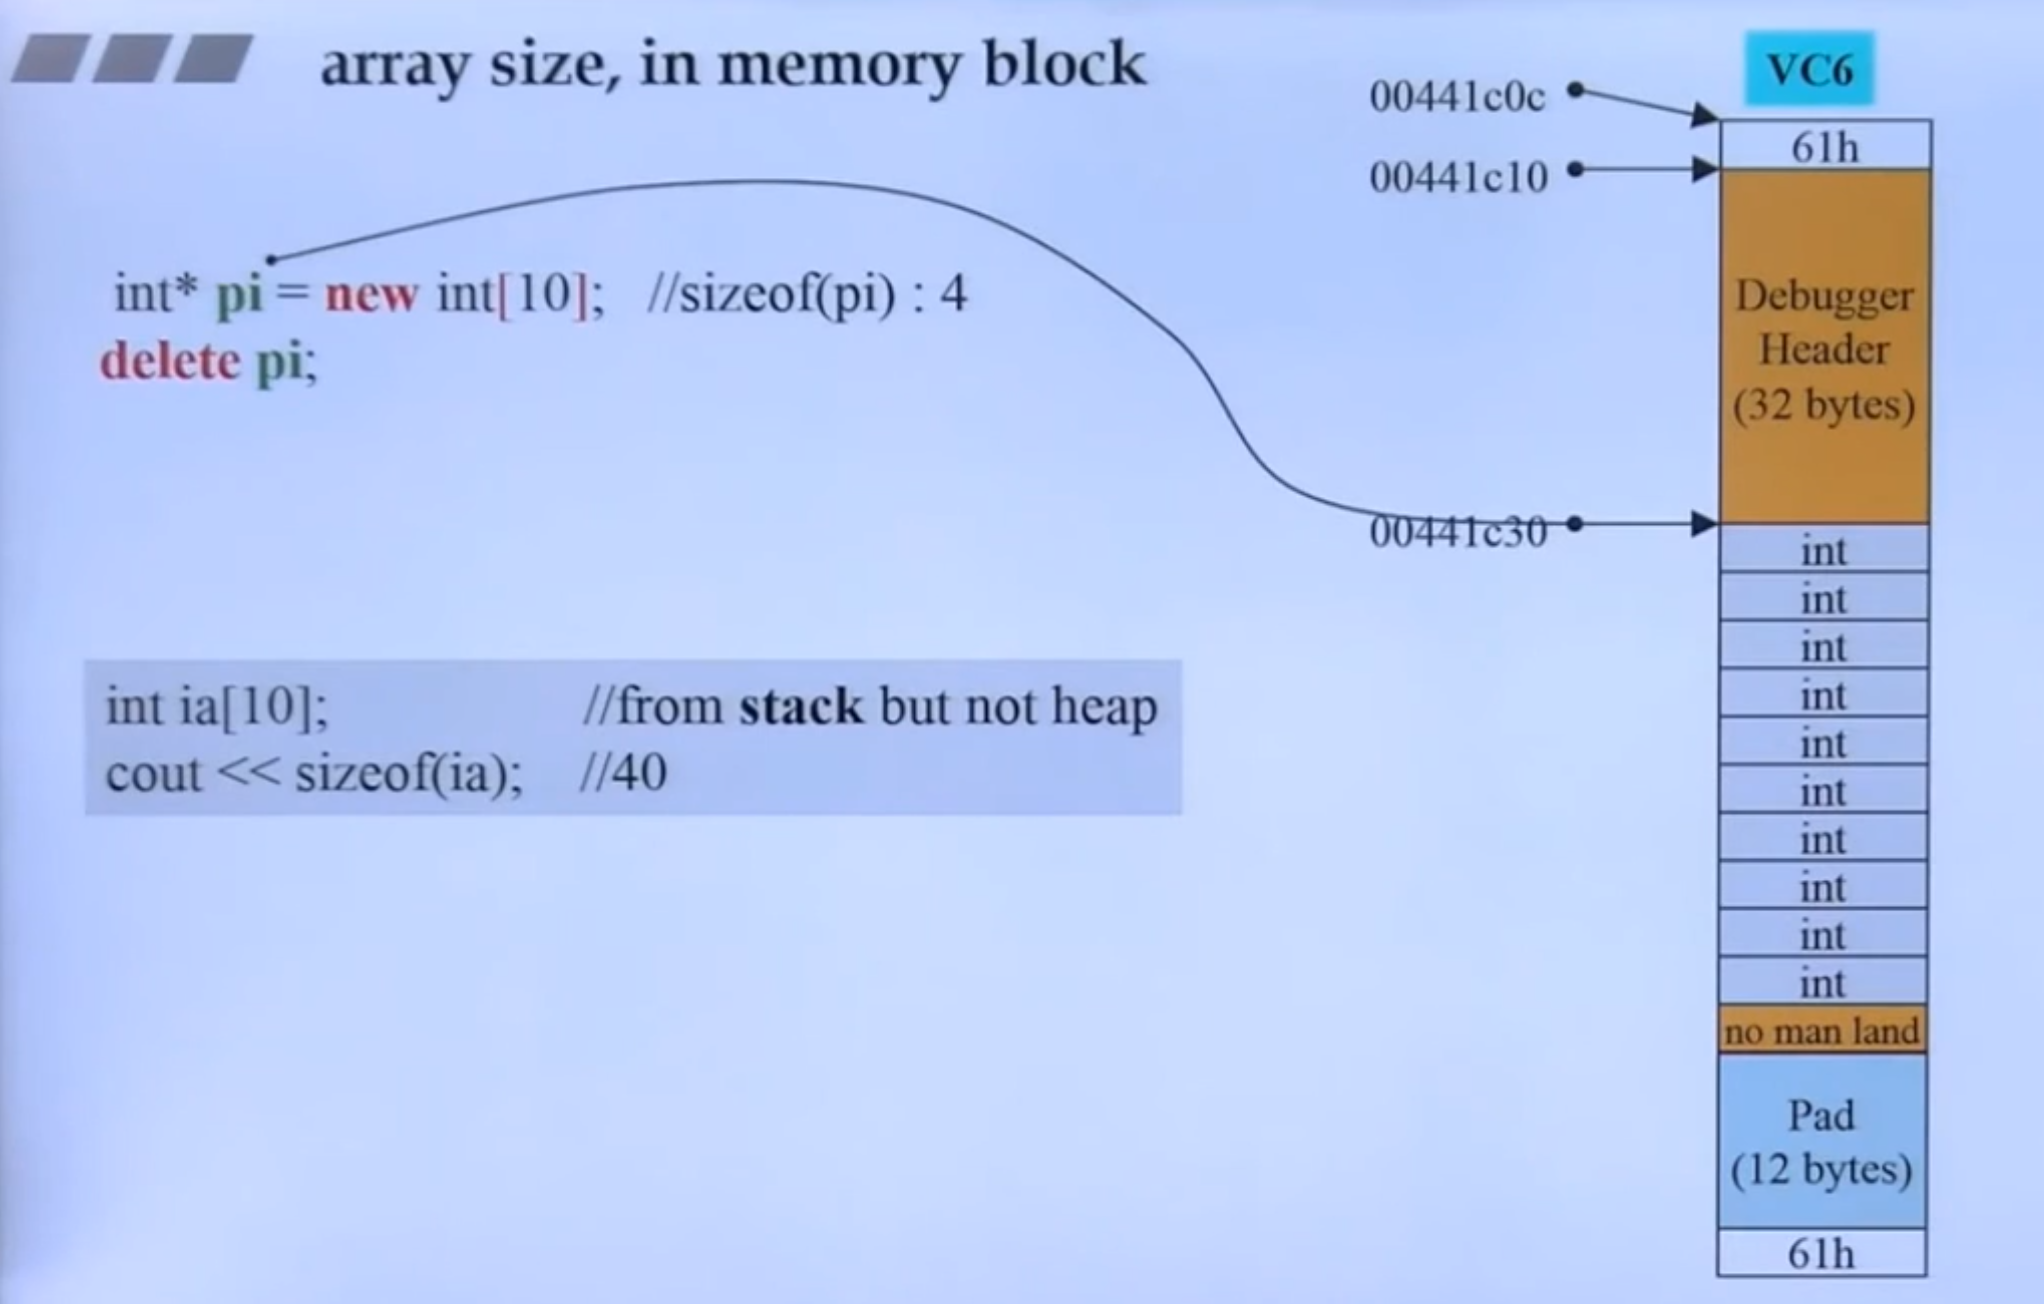 array size, in memory block
VC6
00441c0c
61h
00441c10
Debugger
Header
(32 bytes)
int* pi = new int[10]; //sizeof(pi) : 4
delete pi;
00441c30
int
int
int
int
int
int
int
int
int
int
no man land
Pad
(12 bytes)
61h
int ia[10]; //from stack but not heap
cout << sizeof(ia); //40